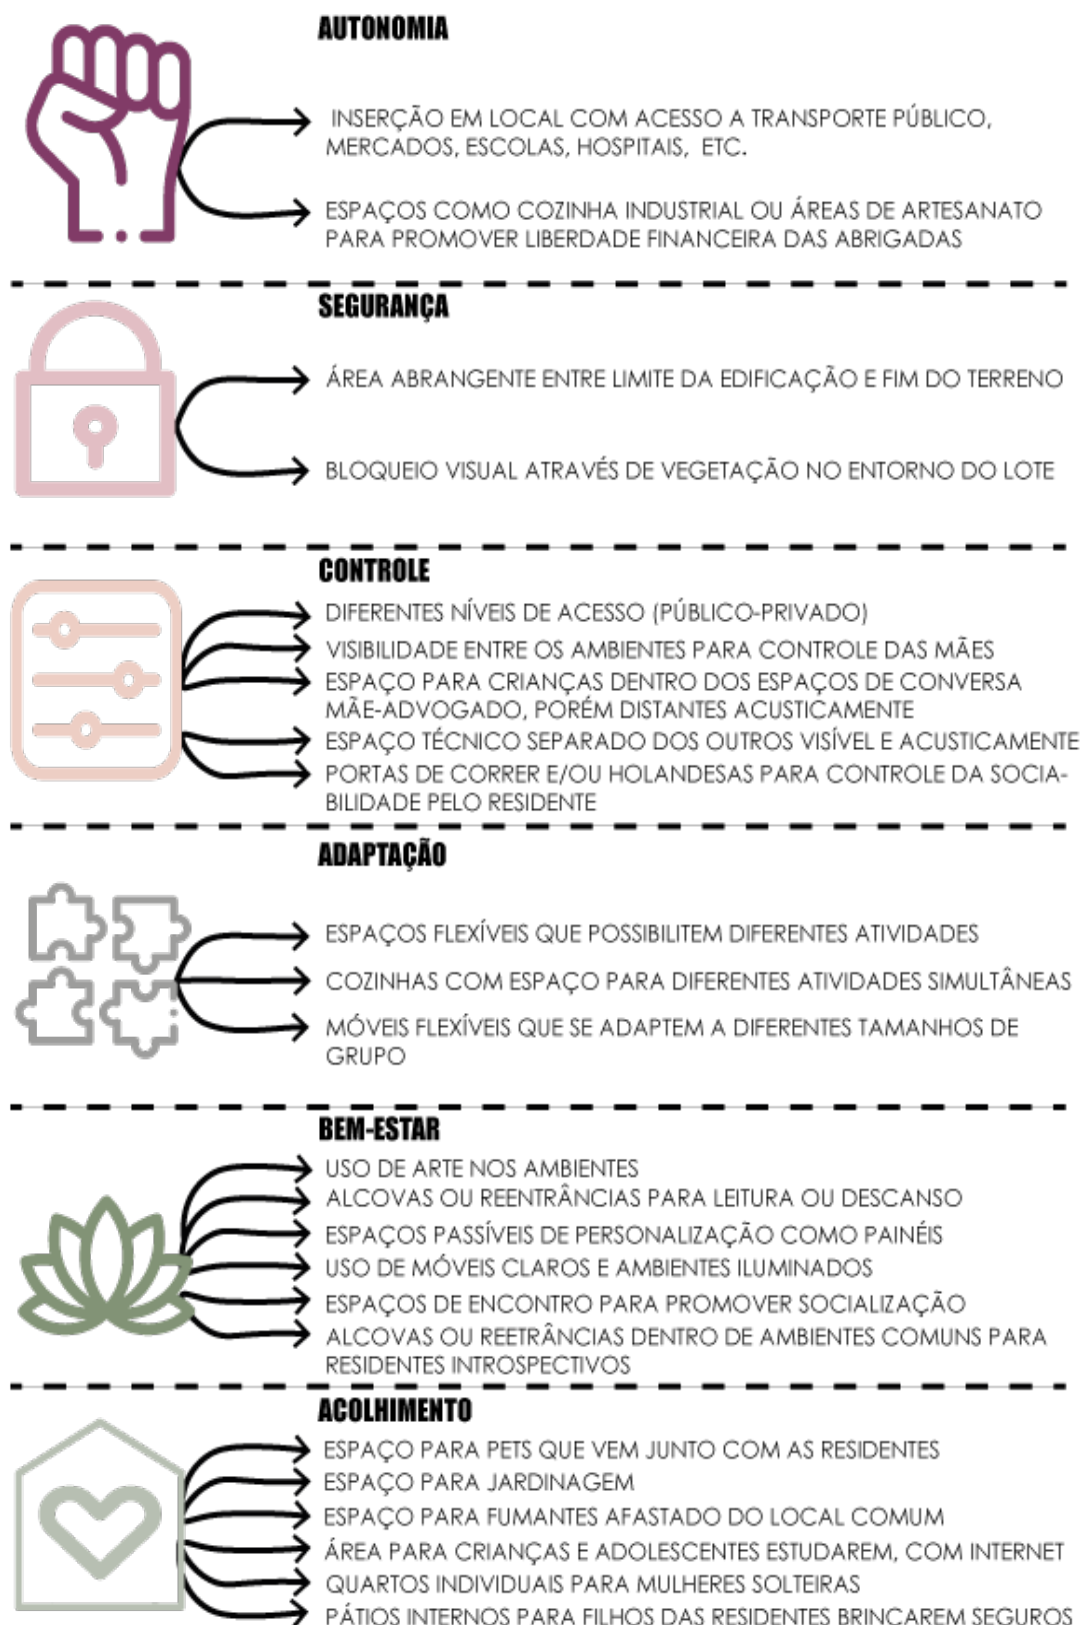 AUTONOMIA
INSERÇÃO EM LOCAL COM ACESSO A TRANSPORTE PÚBLICO,
MERCADOS, ESCOLAS, HOSPITAIS, ETC.
ESPAÇOS COMO COZINHA INDUSTRIAL OU ÁREAS DE ARTESANATO
PARA PROMOVER LIBERDADE FINANCEIRA DAS ABRIGADAS
SEGURANÇA
ÁREA ABRANGENTE ENTRE LIMITE DA EDIFICAÇÃO E FIM DO TERRENO
BLOQUEIO VISUAL ATRAVÉS DE VEGETAÇÃO NO ENTORNO DO LOTE
CONTROLE
DIFERENTES NÍVEIS DE ACESSO (PÚBLICO-PRIVADO)
VISIBILIDADE ENTRE OS AMBIENTES PARA CONTROLE DAS MÃES
ESPAÇO PARA CRIANÇAS DENTRO DOS ESPAÇOS DE CONVERSA
MÃE-ADVOGADO, PORÉM DISTANTES ACUSTICAMENTE
ESPAÇO TÉCNICO SEPARADO DOS OUTROS VISÍVEL E ACUSTICAMENTE
PORTAS DE CORRER E/OU HOLANDESAS PARA CONTROLE DA SOCIA-
BILIDADE PELO RESIDENTE
ADAPTAÇÃO
ESPAÇOS FLEXÍVEIS QUE POSSIBILITEM DIFERENTES ATIVIDADES
COZINHAS COM ESPAÇO PARA DIFERENTES ATIVIDADES SIMULTÂNEAS
MÓVEIS FLEXÍVEIS QUE SE ADAPTEM A DIFERENTES TAMANHOS DE
GRUPO
BEM-ESTAR
USO DE ARTE NOS AMBIENTES
ALCOVAS OU REENTRÂNCIAS PARA LEITURA OU DESCANSO
ESPAÇOS PASSÍVEIS DE PERSONALIZAÇÃO COMO PAINÉIS
USO DE MÓVEIS CLAROS E AMBIENTES ILUMINADOS
ESPAÇOS DE ENCONTRO PARA PROMOVER SOCIALIZAÇÃO
ALCOVAS OU REETRÂNCIAS DENTRO DE AMBIENTES COMUNS PARA
RESIDENTES INTROSPECTIVOS
ACOLHIMENTO
ESPAÇO PARA PETS QUE VEM JUNTO COM AS RESIDENTES
ESPAÇO PARA JARDINAGEM
ESPAÇO PARA FUMANTES AFASTADO DO LOCAL COMUM
ÁREA PARA CRIANÇAS E ADOLESCENTES ESTUDAREM, COM INTERNET
QUARTOS INDIVIDUAIS PARA MULHERES SOLTEIRAS
PÁTIOS INTERNOS PARA FILHOS DAS RESIDENTES BRINCAREM SEGUROS